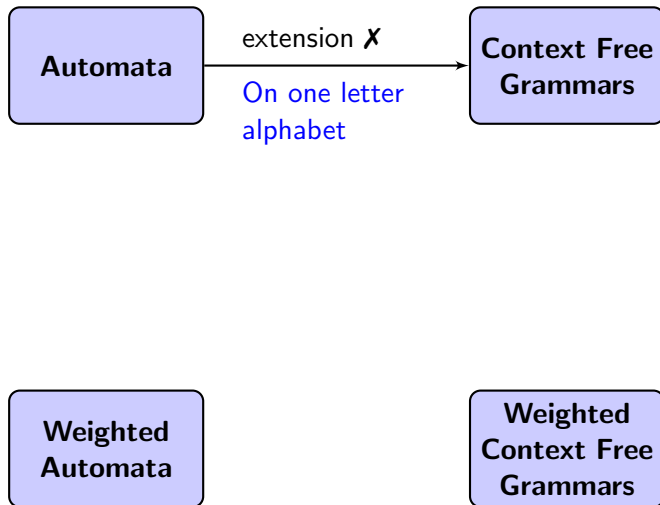 Automata
extension ✗
On one letter
alphabet
Context Free
Grammars
Weighted
Automata
Weighted
Context Free
Grammars